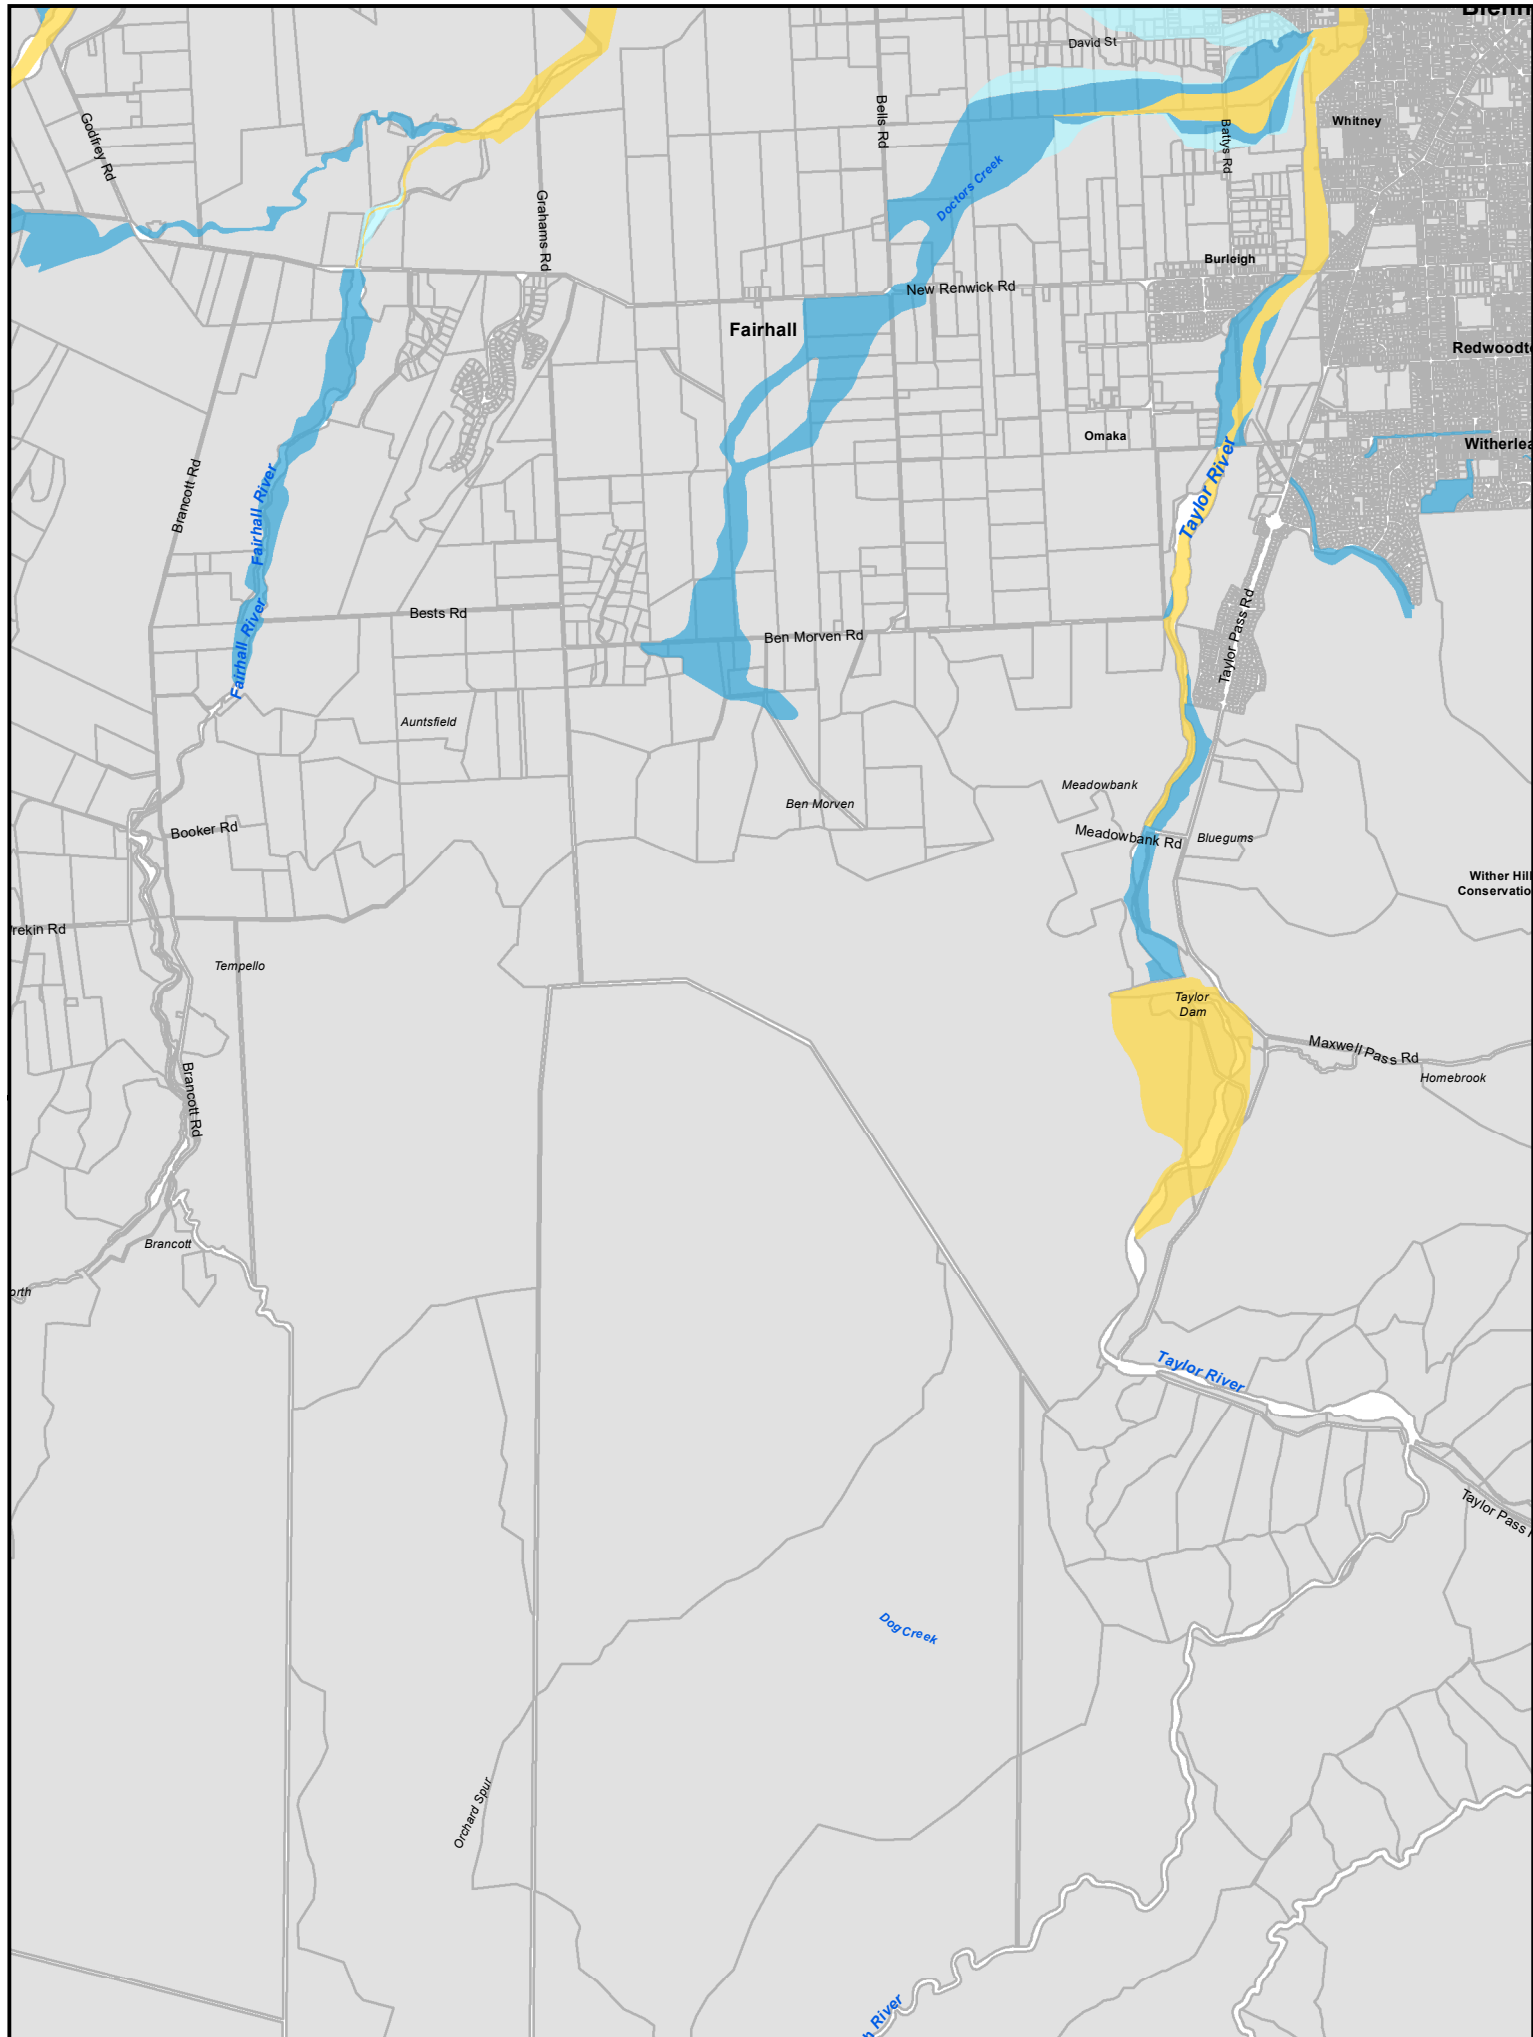 David St
Godfrey Rd
Bells Rd
Battys Rd
Whitney
Doctors Creek
Grahams Rd
Burleigh
New Renwick Rd
Fairhall
Omaka
Brancott Rd
Fairhall River
Taylor River
Fairhall River
Bests Rd
Ben Morven Rd
Taylor Pass Rd
Auntsfield
Meadowbank
Ben Morven
Booker Rd
Meadowbank Rd
Bluegums
Wither Hill
Conservatio
rekin Rd
Tempello
Taylor
Dam
Maxwell Pass Rd
Homebrook
Brancott Rd
Brancott
orth
Taylor River
Taylor Pass
Dog Creek
Orchard Spur
River